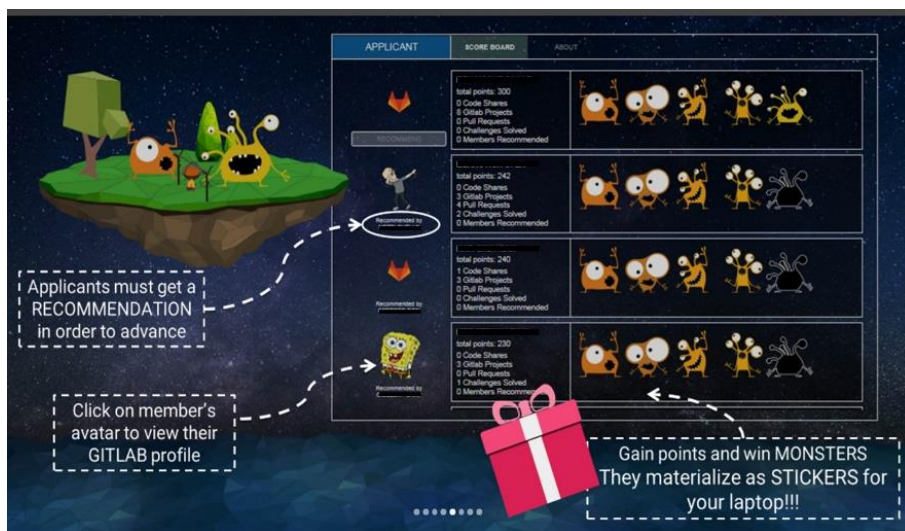 APPLICANT
SCORE BOARD
ABOUT
total points: 300
0 Code Shares
8 Gitlab Projects
0 Pull Requests
0 Challenges Solved
0 Members Recommended
RECOMMEND
total points: 242
0 Code Shares
3 Gitlab Projects
4 Pull Requests
2 Challenges Solved
0 Members Recommended
Recommended by
total points: 240
1 Code Shares
3 Gitlab Projects
0 Pull Requests
0 Challenges Solved
0 Members Recommended
Recommended by
total points: 230
0 Code Shares
3 Gitlab Projects
0 Pull Requests
1 Challenges Solved
0 Members
Recommended by
Applicants must get a
RECOMMENDATION
in order to advance
Click on member's
avatar to view their
GITLAB profile
Gain points and win MONSTERS
They materialize as STICKERS for
your laptop!!!